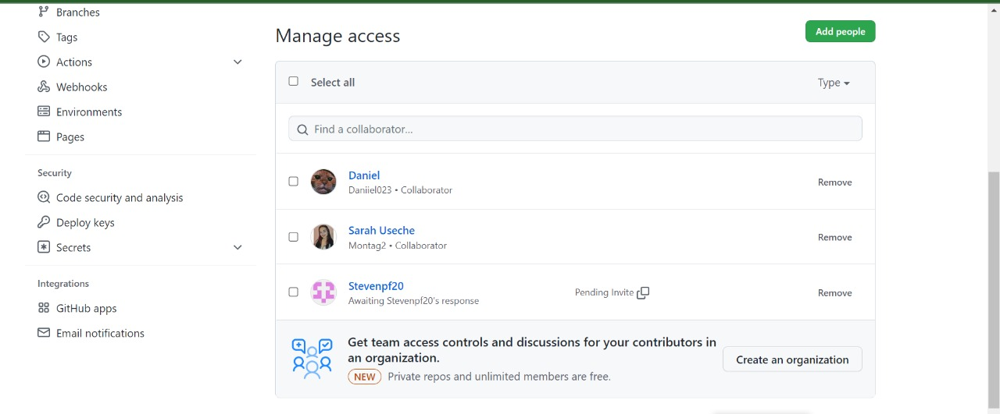 Branches
Tags
Actions
Webhooks
Environments
Pages
Security
Code security and analysis
Deploy keys
Secrets
Integrations
GitHub apps
Email notifications
Manage access
Add people
Select all
Type
Find a collaborator...
Daniel
Daniiel023 • Collaborator
Remove
Sarah Useche
Montag2 • Collaborator
Remove
Stevenpf20
Awaiting Stevenpf20's response
Pending Invite
Remove
Get team access controls and discussions for your contributors in
an organization.
NEW Private repos and unlimited members are free.
Create an organization